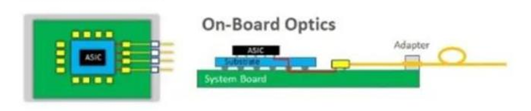 On-Board Optics
ASIC
ASIC
Substrate
System Board
Adapter